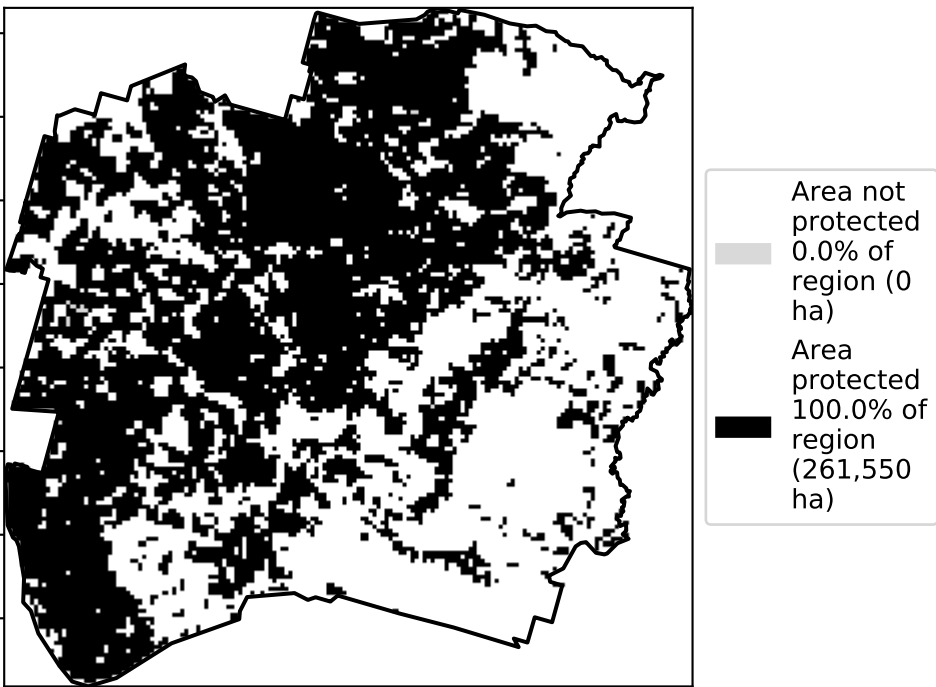 Area not
protected
0.0% of
region (0
ha)
Area
protected
100.0% of
region
(261,550
ha)